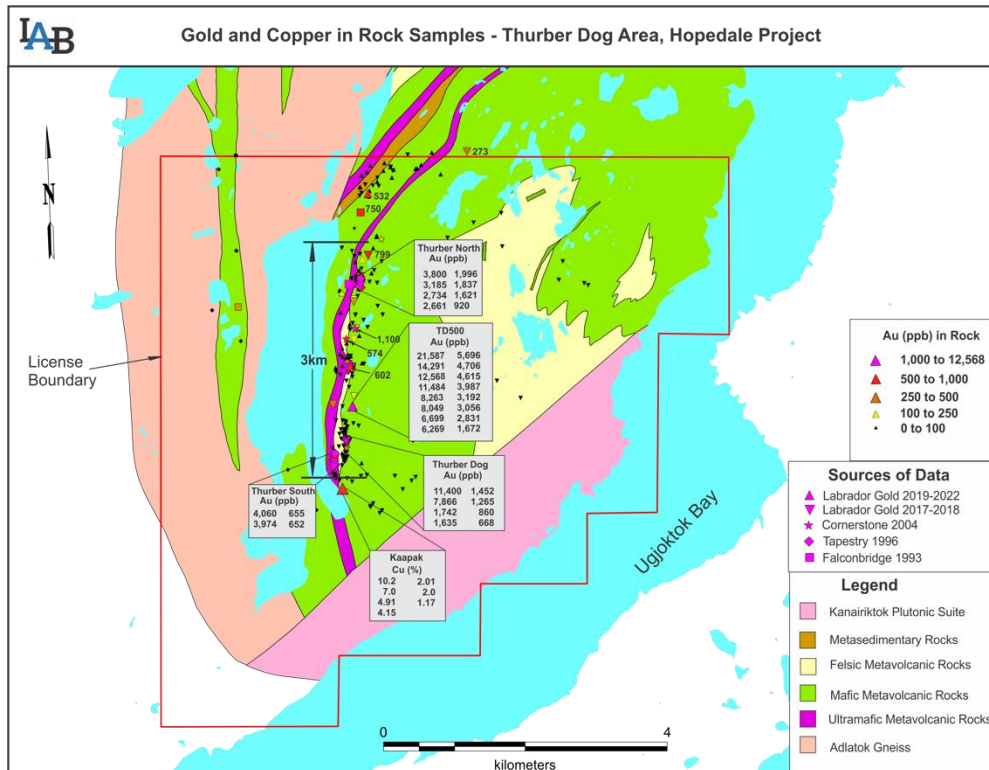 LAB
Gold and Copper in Rock Samples - Thurber Dog Area, Hopedale Project
N
273
532
750
799
Thurber North
Au (ppb)
3,800 1,996
3,185 1,837
2,734 1,621
2,661 920
1,100
574
602
3km
License
Boundary
TD500
Au (ppb)
21,587 5,696
14,291 4,706
12,568 4,615
11,484 3,987
8,263 3,192
8,049 3,056
6,699 2,831
6,269 1,672
Thurber Dog
Au (ppb)
11,400 1,452
7,866 1,265
1,742 860
1,635 668
Thurber South
Au (ppb)
4,060 655
3,974 652
Kaapak
Cu (%)
10.2 2.01
7.0 2.0
4.91 1.17
4.15
Ugjoktok Bay
0 4
kilometers
Au (ppb) in Rock
1,000 to 12,568
500 to 1,000
250 to 500
100 to 250
0 to 100
Sources of Data
Labrador Gold 2019-2022
Labrador Gold 2017-2018
Cornerstone 2004
Tapestry 1996
Falconbridge 1993
Legend
Kanairiktok Plutonic Suite
Metasedimentary Rocks
Felsic Metavolcanic Rocks
Mafic Metavolcanic Rocks
Ultramafic Metavolcanic Rocks
Adlatok Gneiss